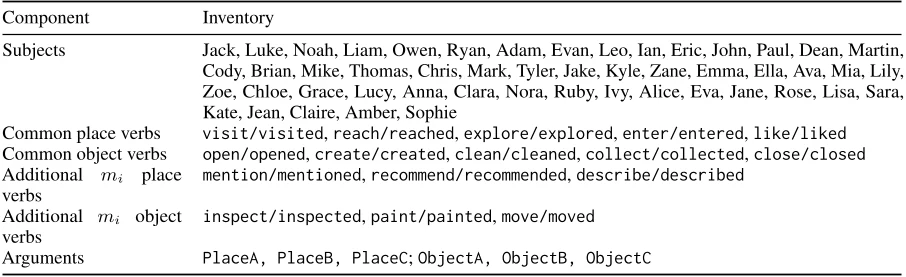 Component Inventory
Subjects Jack, Luke, Noah, Liam, Owen, Ryan, Adam, Evan, Leo, Ian, Eric, John, Paul, Dean, Martin,
Cody, Brian, Mike, Thomas, Chris, Mark, Tyler, Jake, Kyle, Zane, Emma, Ella, Ava, Mia, Lily,
Zoe, Chloe, Grace, Lucy, Anna, Clara, Nora, Ruby, Ivy, Alice, Eva, Jane, Rose, Lisa, Sara,
Kate, Jean, Claire, Amber, Sophie
Common place verbs visit/visited, reach/reached, explore/explored, enter/entered, like/liked
Common object verbs open/opened, create/created, clean/cleaned, collect/collected, close/closed
Additional m_i place mention/mentioned, recommend/recommended, describe/described
verbs
Additional m_i object inspect/inspected, paint/painted, move/moved
verbs
Arguments PlaceA, PlaceB, PlaceC; ObjectA, ObjectB, ObjectC